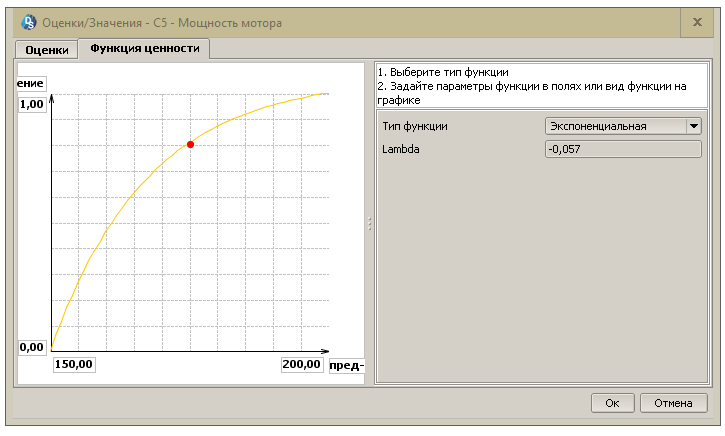 Оценки/Значения - C5 - Мощность мотора
Оценки
Функция ценности
ение
1,00
0,00
150,00
200,00
пред-
1. Выберите тип функции
2. Задайте параметры функции в полях или вид функции на
графике
Тип функции
Экспоненциальная
Lambda
-0,057
Ок
Отмена